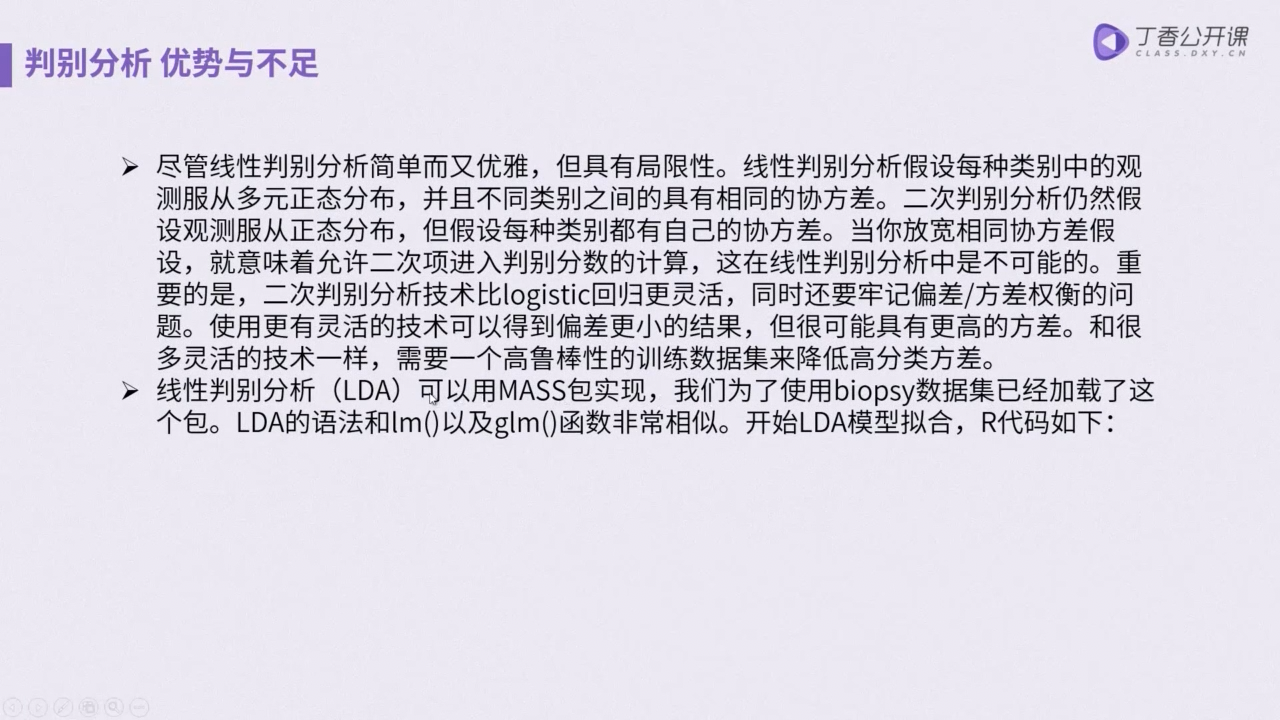 判别分析 优势与不足
丁香公开课
CLASS.DXY.CN
➢ 尽管线性判别分析简单而又优雅，但具有局限性。线性判别分析假设每种类别中的观
测服从多元正态分布，并且不同类别之间的具有相同的协方差。二次判别分析仍然假
设观测服从正态分布，但假设每种类别都有自己的协方差。当你放宽相同协方差假
设，就意味着允许二次项进入判别分数的计算，这在线性判别分析中是不可能的。重
要的是，二次判别分析技术比logistic回归更灵活，同时还要牢记偏差/方差权衡的问
题。使用更有灵活的技术可以得到偏差更小的结果，但很可能具有更高的方差。和很
多灵活的技术一样，需要一个高鲁棒性的训练数据集来降低高分类方差。
➢ 线性判别分析（LDA）可以用MASS包实现，我们为了使用biopsy数据集已经加载了这
个包。LDA的语法和lm()以及glm()函数非常相似。开始LDA模型拟合，R代码如下：